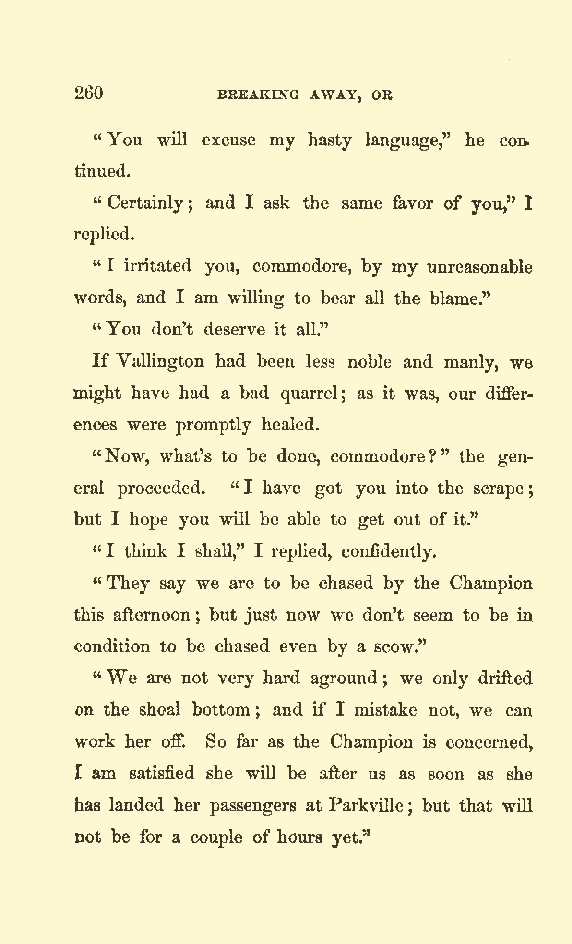 260 BREAKING AWAY, OR
"You will excuse my hasty language," he con-
tinued.
"Certainly; and I ask the same favor of you," I
replied.
"I irritated you, commodore, by my unreasonable
words, and I am willing to bear all the blame."
"You don't deserve it all."
If Vallington had been less noble and manly, we
might have had a bad quarrel; as it was, our differ-
ences were promptly healed.
"Now, what's to be done, commodore?" the gen-
eral proceeded. "I have got you into the scrape;
but I hope you will be able to get out of it."
"I think I shall," I replied, confidently.
"They say we are to be chased by the Champion
this afternoon; but just now we don't seem to be in
condition to be chased even by a scow."
"We are not very hard aground; we only drifted
on the shoal bottom; and if I mistake not, we can
work her off. So far as the Champion is concerned,
I am satisfied she will be after us as soon as she
has landed her passengers at Parkville; but that will
not be for a couple of hours yet."